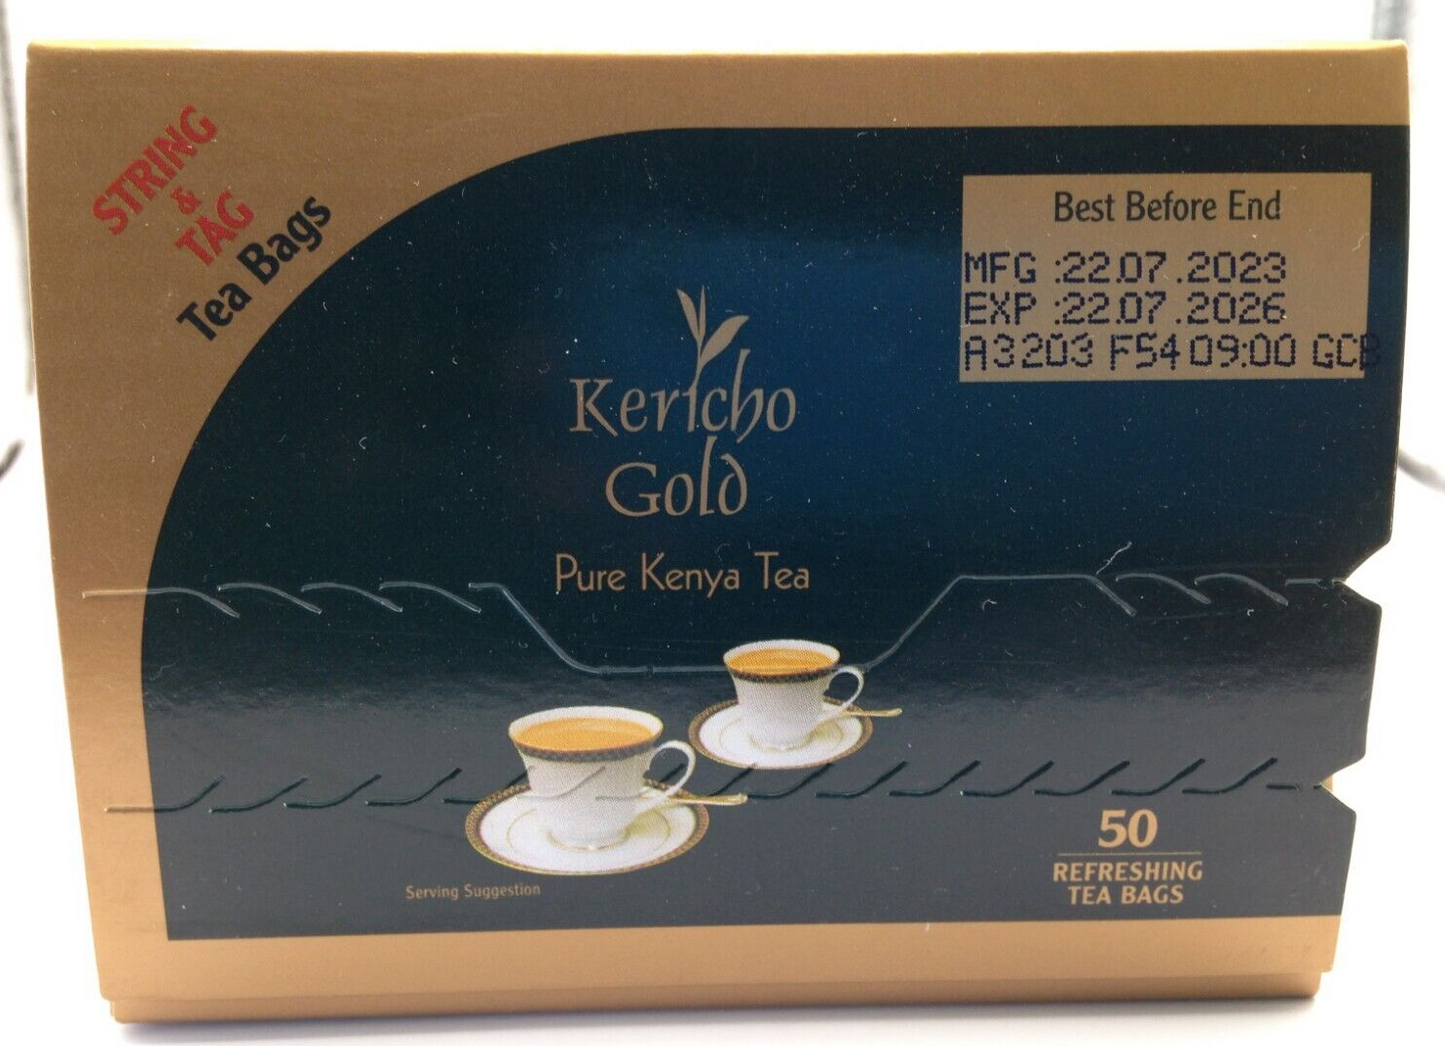 STRING
&
TAG
Tea Bags
Best Before End
MFG :22.07.2023
EXP :22.07.2026
A3203 F54 09:00 GCB
Kericho
Gold
Pure Kenya Tea
50
REFRESHING
TEA BAGS
Serving Suggestion